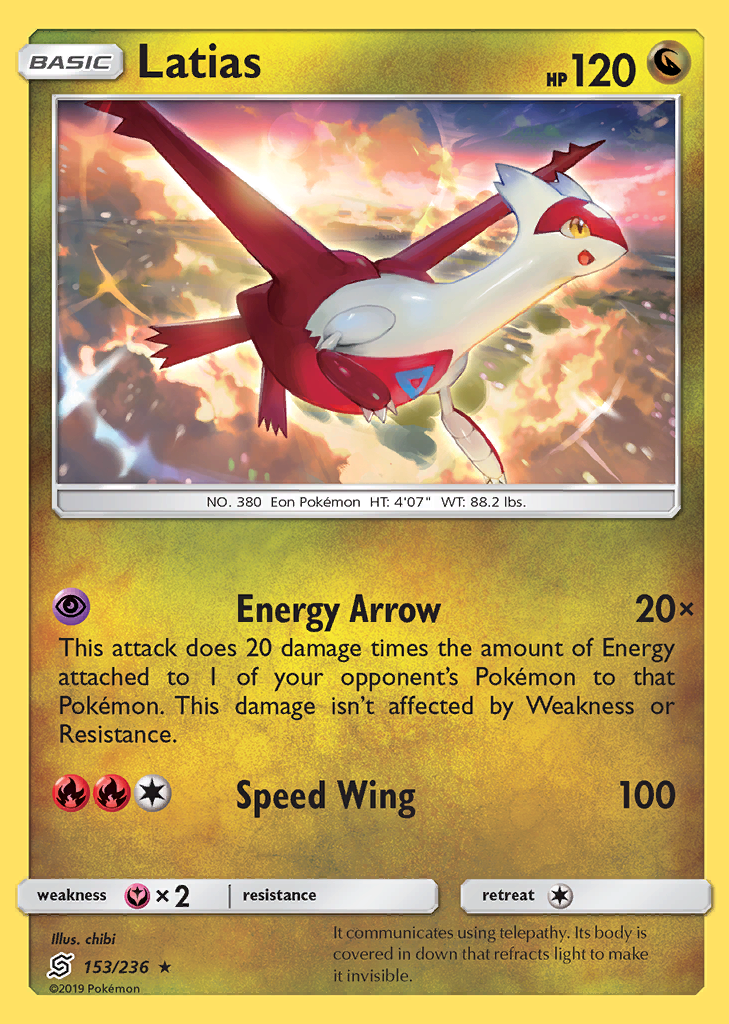 BASIC Latias HP 120
NO. 380 Eon Pokémon HT: 4'07" WT: 88.2 lbs.
Energy Arrow 20×
This attack does 20 damage times the amount of Energy
attached to 1 of your opponent's Pokémon to that
Pokémon. This damage isn't affected by Weakness or
Resistance.
Speed Wing 100
weakness × 2 resistance retreat
Illus. chibi
153/236
©2019 Pokémon
It communicates using telepathy. Its body is
covered in down that refracts light to make
it invisible.